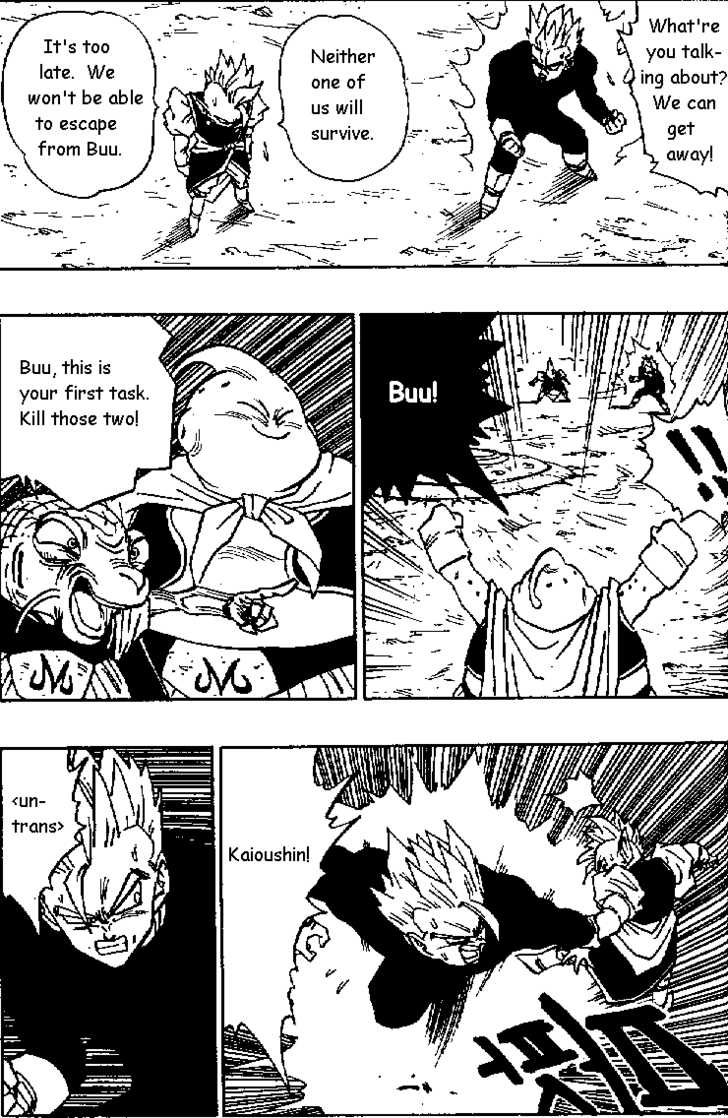 What're
you talk-
ing about?
We can
get
away!
Neither
one of
us will
survive.
It's too
late. We
won't be able
to escape
from Buu.
Buu!
!!
Buu, this is
your first task.
Kill those two!
M
M
Kaioushin!
<un-
trans>